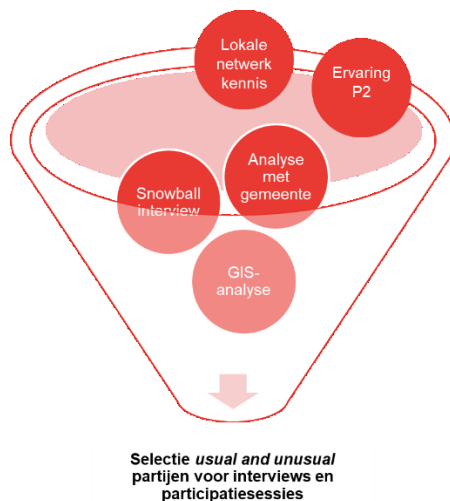 Lokale
netwerk
kennis
Ervaring
P2
Analyse
met
gemeente
Snowball
interview
GIS-
analyse
Selectie usual and unusual
partijen voor interviews en
participatiesessies